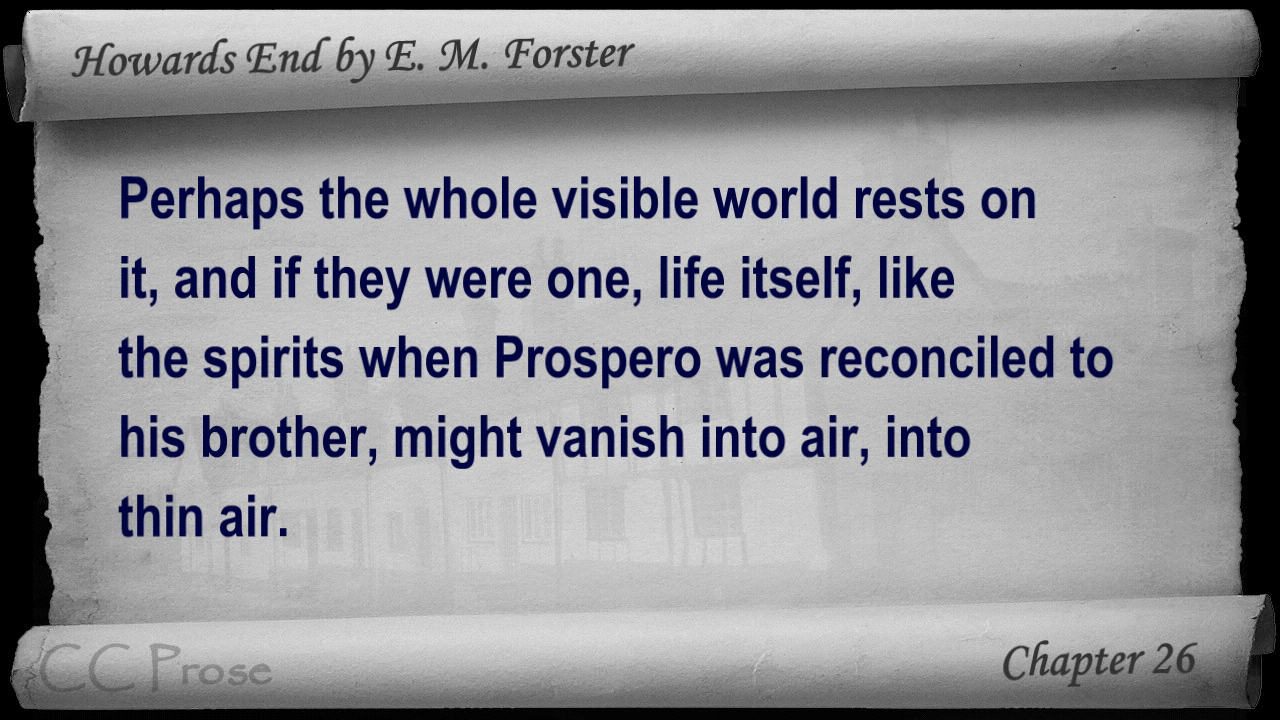 Howards End by E. M. Forster
Perhaps the whole visible world rests on
it, and if they were one, life itself, like
the spirits when Prospero was reconciled to
his brother, might vanish into air, into
thin air.
CC Prose
Chapter 26